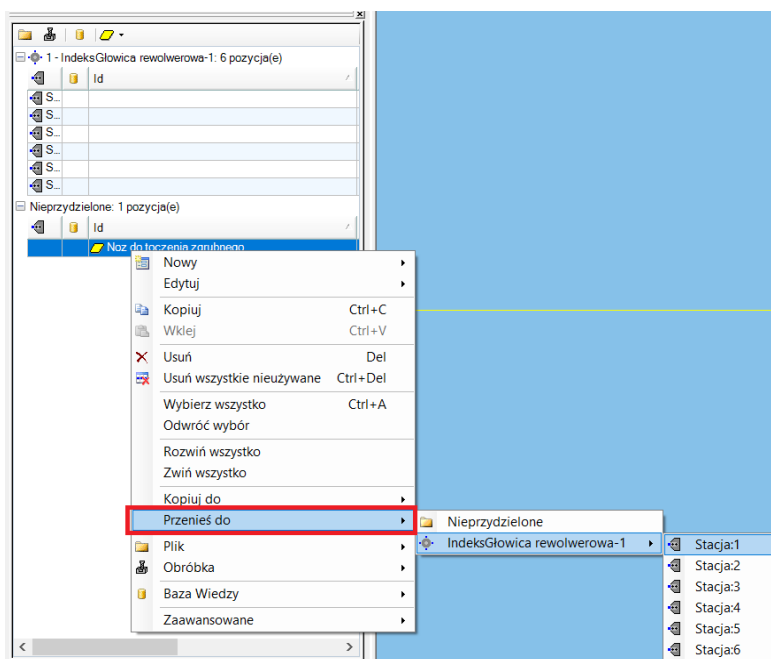 1 - IndeksGłowica rewolwerowa-1: 6 pozycja(e)
Id
S...
S...
S...
S...
S...
S...
Nieprzydzielone: 1 pozycja(e)
Id
Noz do toczenia zgrubnego
Nowy
Edytuj
Kopiuj Ctrl+C
Wklej Ctrl+V
Usuń Del
Usuń wszystkie nieużywane Ctrl+Del
Wybierz wszystko Ctrl+A
Odwróć wybór
Rozwiń wszystko
Zwiń wszystko
Kopiuj do
Przenieś do
Nieprzydzielone
Plik
IndeksGłowica rewolwerowa-1
Stacja:1
Obróbka
Stacja:2
Baza Wiedzy
Stacja:3
Stacja:4
Zaawansowane
Stacja:5
Stacja:6